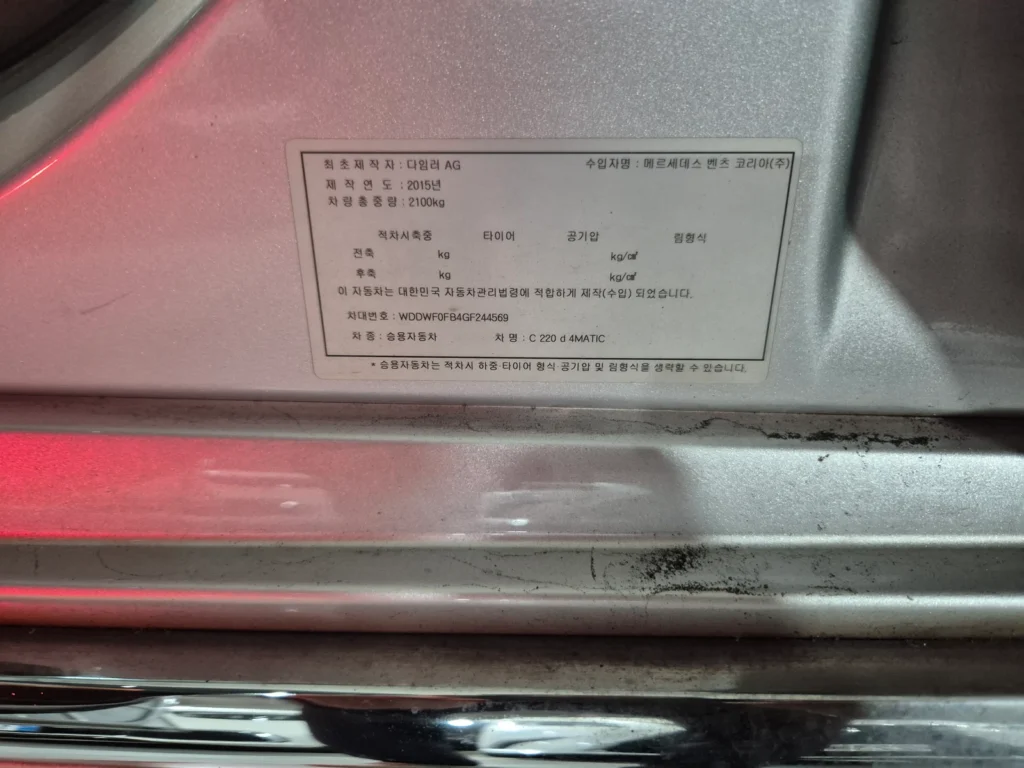 최초제작자 : 다임러 AG 수입자명 : 메르세데스 벤츠 코리아(주)
제작연도 : 2015년
차량총중량 : 2100kg
적차시축중 타이어 공기압 림형식
전축 kg kg/㎠
후축 kg kg/㎠
이 자동차는 대한민국 자동차관리법령에 적합하게 제작(수입) 되었습니다.
차대번호 : WDDWF0FB4GF244569
차종 : 승용자동차 차명 : C 220 d 4MATIC
* 승용자동차는 적차시 하중 타이어 형식 공기압 및 림형식을 생략할 수 있습니다.